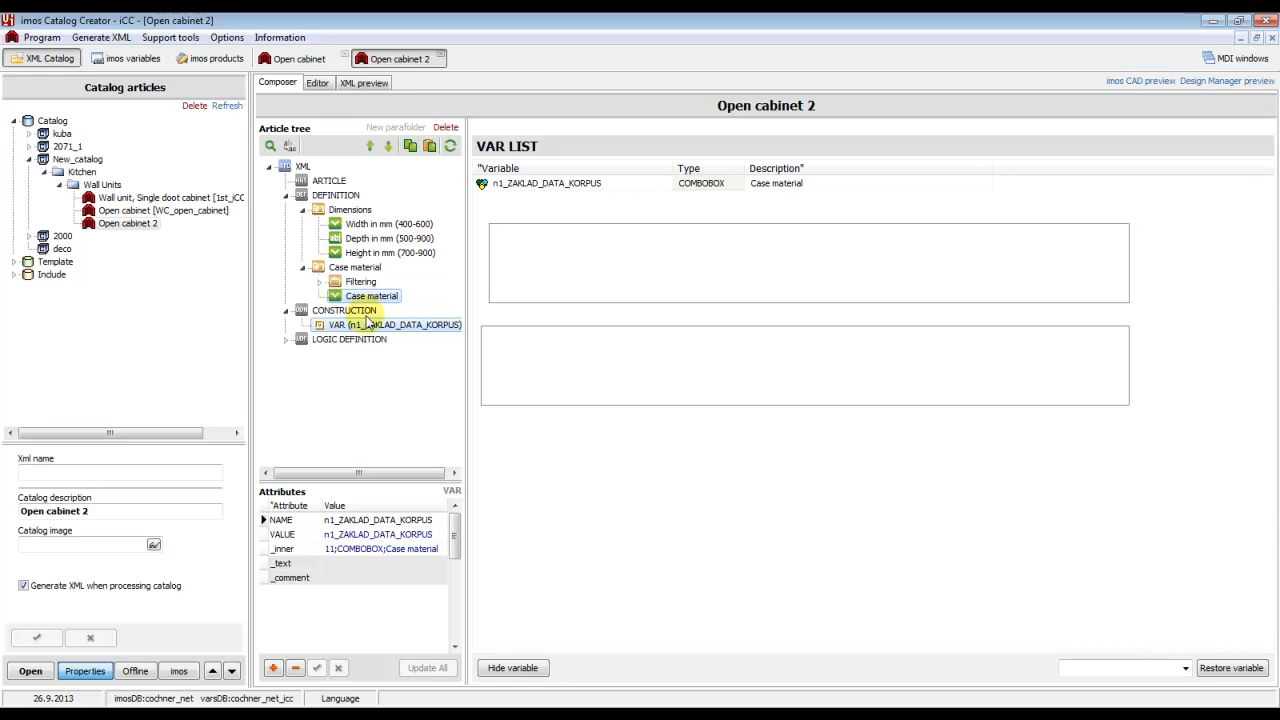 imos Catalog Creator - iCC - [Open cabinet 2]
Program Generate XML Support tools Options Information
XML Catalog imos variables imos products Open cabinet Open cabinet 2 MDI windows
Catalog articles
Delete Refresh
Catalog
kuba
2071_1
New_catalog
Kitchen
Wall Units
Wall unit, Single doot cabinet [1st_iCC
Open cabinet [WC_open_cabinet]
Open cabinet 2
2000
deco
Template
Include
Xml name
Catalog description
Open cabinet 2
Catalog image
Generate XML when processing catalog
Open Properties Offline imos
Composer Editor XML preview
imos CAD preview Design Manager preview
Open cabinet 2
Article tree New parafolder Delete
XML
ARTICLE
DEFINITION
Dimensions
Width in mm (400-600)
Depth in mm (500-900)
Height in mm (700-900)
Case material
Filtering
Case material
CONSTRUCTION
VAR (n1_ZAKLAD_DATA_KORPUS)
LOGIC DEFINITION
Attributes VAR
"Attribute Value
NAME n1_ZAKLAD_DATA_KORPUS
VALUE n1_ZAKLAD_DATA_KORPUS
_inner 11;COMBOBOX;Case material
_text
_comment
Update All
VAR LIST
"Variable Type Description"
n1_ZAKLAD_DATA_KORPUS COMBOBOX Case material
Hide variable Restore variable
26.9.2013 imosDB:cochner_net varsDB:cochner_net_icc Language